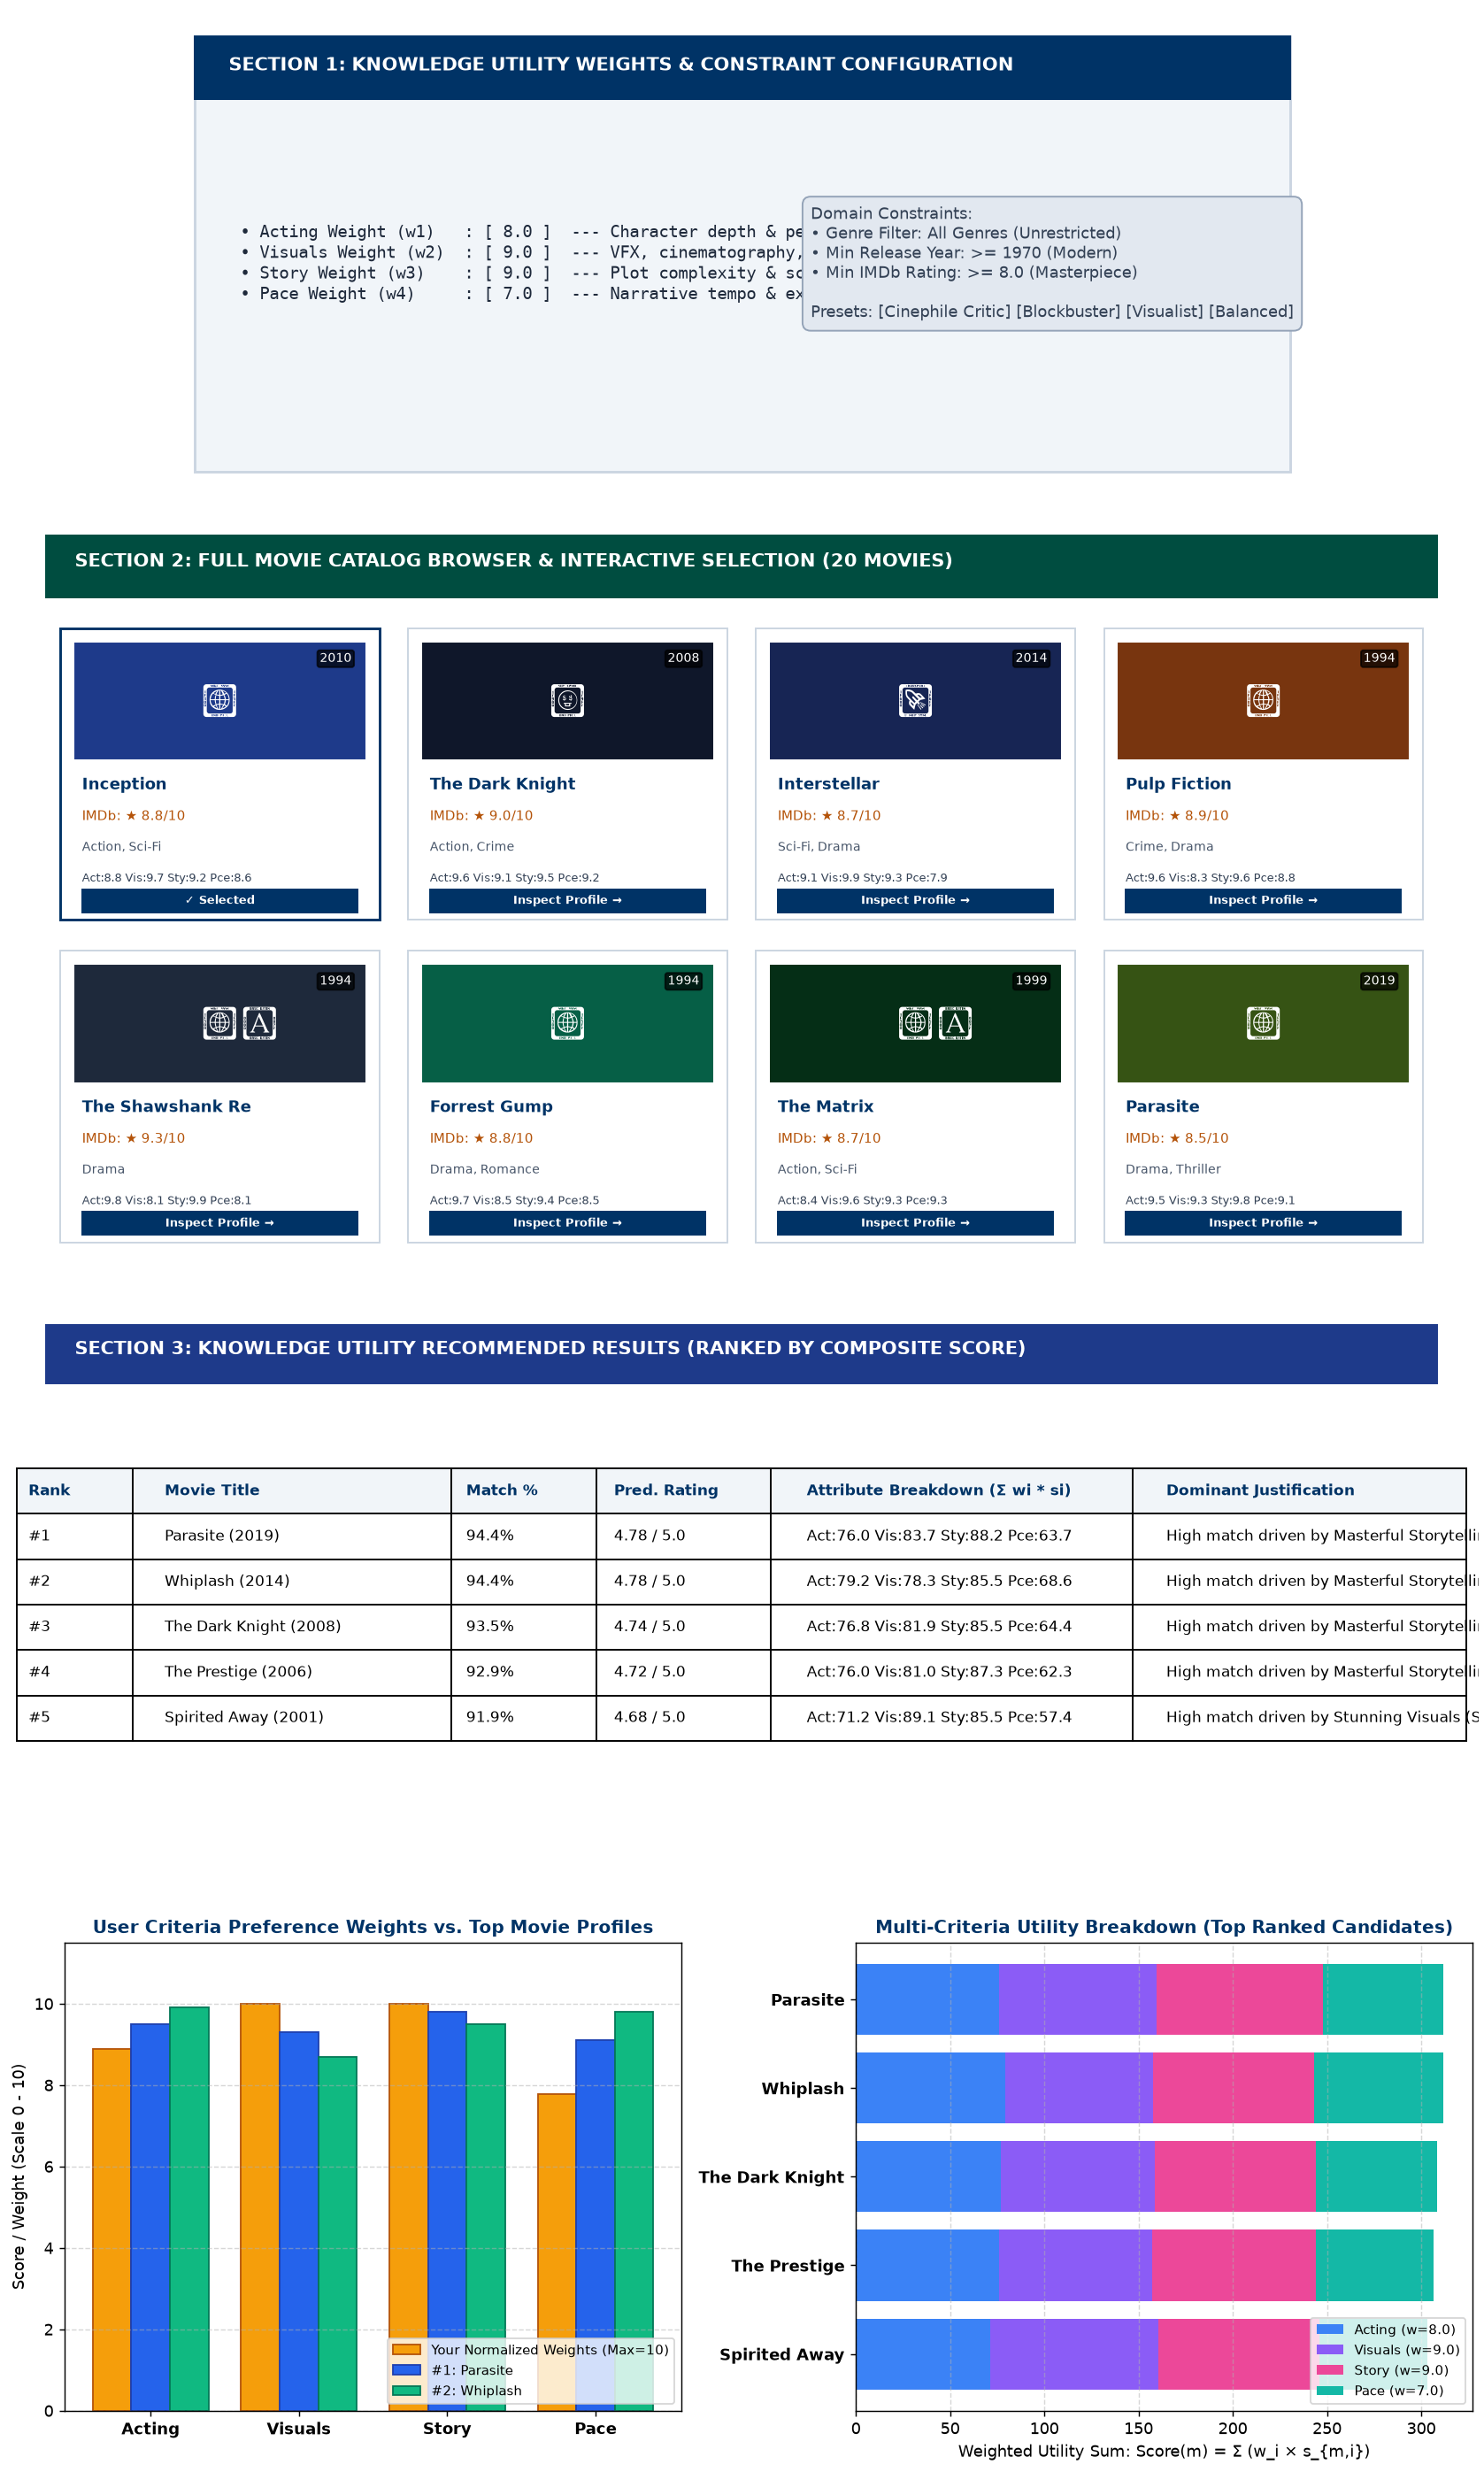 SECTION 1: KNOWLEDGE UTILITY WEIGHTS & CONSTRAINT CONFIGURATION
• Acting Weight (w1) : [ 8.0 ] --- Character depth & pe
• Visuals Weight (w2) : [ 9.0 ] --- VFX, cinematography,
• Story Weight (w3) : [ 9.0 ] --- Plot complexity & sc
• Pace Weight (w4) : [ 7.0 ] --- Narrative tempo & ex
Domain Constraints:
• Genre Filter: All Genres (Unrestricted)
• Min Release Year: >= 1970 (Modern)
• Min IMDb Rating: >= 8.0 (Masterpiece)
Presets: [Cinephile Critic] [Blockbuster] [Visualist] [Balanced]
SECTION 2: FULL MOVIE CATALOG BROWSER & INTERACTIVE SELECTION (20 MOVIES)
2010
Inception
IMDb: ★ 8.8/10
Action, Sci-Fi
Act:8.8 Vis:9.7 Sty:9.2 Pce:8.6
✓ Selected
2008
The Dark Knight
IMDb: ★ 9.0/10
Action, Crime
Act:9.6 Vis:9.1 Sty:9.5 Pce:9.2
Inspect Profile →
2014
Interstellar
IMDb: ★ 8.7/10
Sci-Fi, Drama
Act:9.1 Vis:9.9 Sty:9.3 Pce:7.9
Inspect Profile →
1994
Pulp Fiction
IMDb: ★ 8.9/10
Crime, Drama
Act:9.6 Vis:8.3 Sty:9.6 Pce:8.8
Inspect Profile →
1994
A
The Shawshank Re
IMDb: ★ 9.3/10
Drama
Act:9.8 Vis:8.1 Sty:9.9 Pce:8.1
Inspect Profile →
1994
Forrest Gump
IMDb: ★ 8.8/10
Drama, Romance
Act:9.7 Vis:8.5 Sty:9.4 Pce:8.5
Inspect Profile →
1999
A
The Matrix
IMDb: ★ 8.7/10
Action, Sci-Fi
Act:8.4 Vis:9.6 Sty:9.3 Pce:9.3
Inspect Profile →
2019
Parasite
IMDb: ★ 8.5/10
Drama, Thriller
Act:9.5 Vis:9.3 Sty:9.8 Pce:9.1
Inspect Profile →
SECTION 3: KNOWLEDGE UTILITY RECOMMENDED RESULTS (RANKED BY COMPOSITE SCORE)
Rank Movie Title Match % Pred. Rating Attribute Breakdown (Σ wi * si) Dominant Justification
#1 Parasite (2019) 94.4% 4.78 / 5.0 Act:76.0 Vis:83.7 Sty:88.2 Pce:63.7 High match driven by Masterful Storytelli
#2 Whiplash (2014) 94.4% 4.78 / 5.0 Act:79.2 Vis:78.3 Sty:85.5 Pce:68.6 High match driven by Masterful Storytelli
#3 The Dark Knight (2008) 93.5% 4.74 / 5.0 Act:76.8 Vis:81.9 Sty:85.5 Pce:64.4 High match driven by Masterful Storytelli
#4 The Prestige (2006) 92.9% 4.72 / 5.0 Act:76.0 Vis:81.0 Sty:87.3 Pce:62.3 High match driven by Masterful Storytelli
#5 Spirited Away (2001) 91.9% 4.68 / 5.0 Act:71.2 Vis:89.1 Sty:85.5 Pce:57.4 High match driven by Stunning Visuals (S
User Criteria Preference Weights vs. Top Movie Profiles
Score / Weight (Scale 0 - 10)
10
8
6
4
2
0
Acting Visuals Story Pace
Your Normalized Weights (Max=10)
#1: Parasite
#2: Whiplash
Multi-Criteria Utility Breakdown (Top Ranked Candidates)
Parasite
Whiplash
The Dark Knight
The Prestige
Spirited Away
Acting (w=8.0)
Visuals (w=9.0)
Story (w=9.0)
Pace (w=7.0)
0 50 100 150 200 250 300
Weighted Utility Sum: Score(m) = Σ (w_i × s_{m,i})